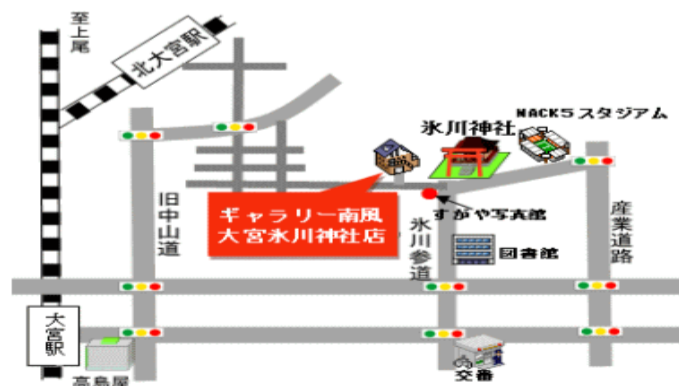 至上尾
北大宮駅
NACK5スタジアム
氷川神社
旧中山道
ギャラリー南風
大宮氷川神社店
すがや写真館
氷川参道
産業道路
図書館
大宮駅
高島屋
交番